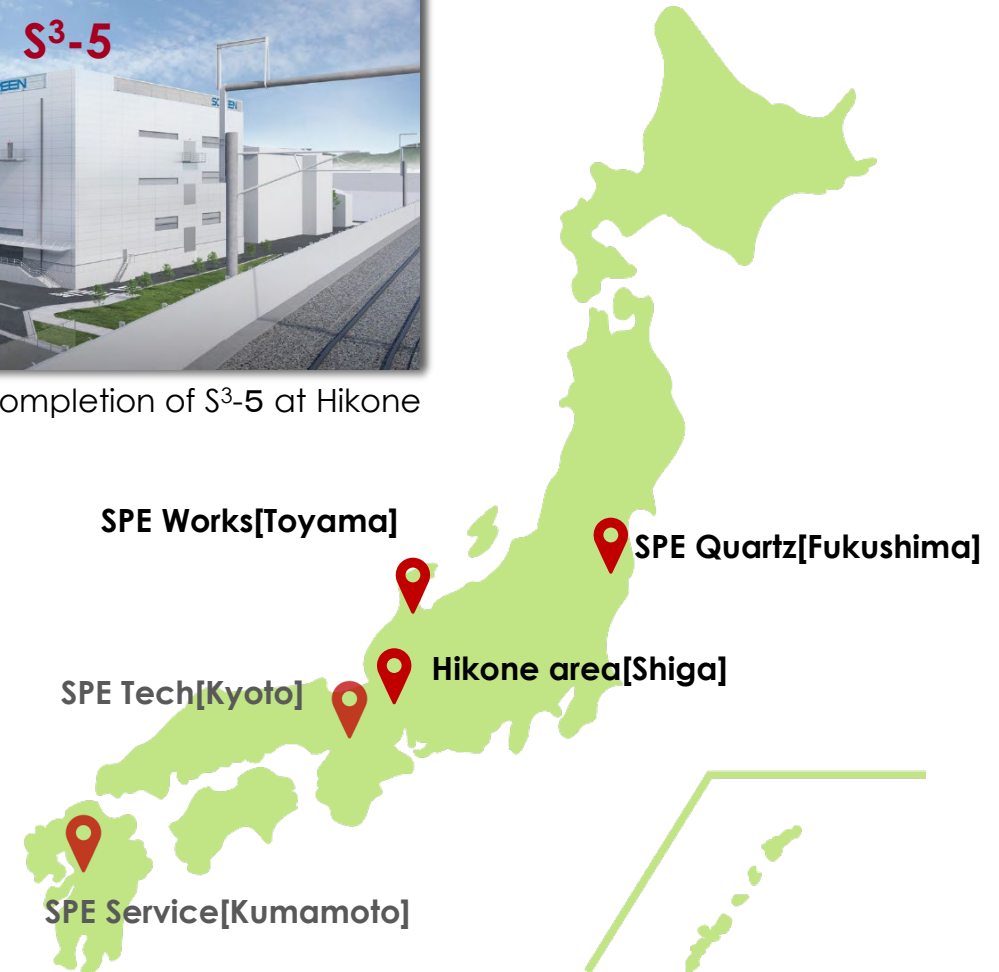 S³-5
EEN
ompletion of S³-5 at Hikone
SPE Works[Toyama]
SPE Quartz[Fukushima]
Hikone area[Shiga]
SPE Tech[Kyoto]
SPE Service[Kumamoto]